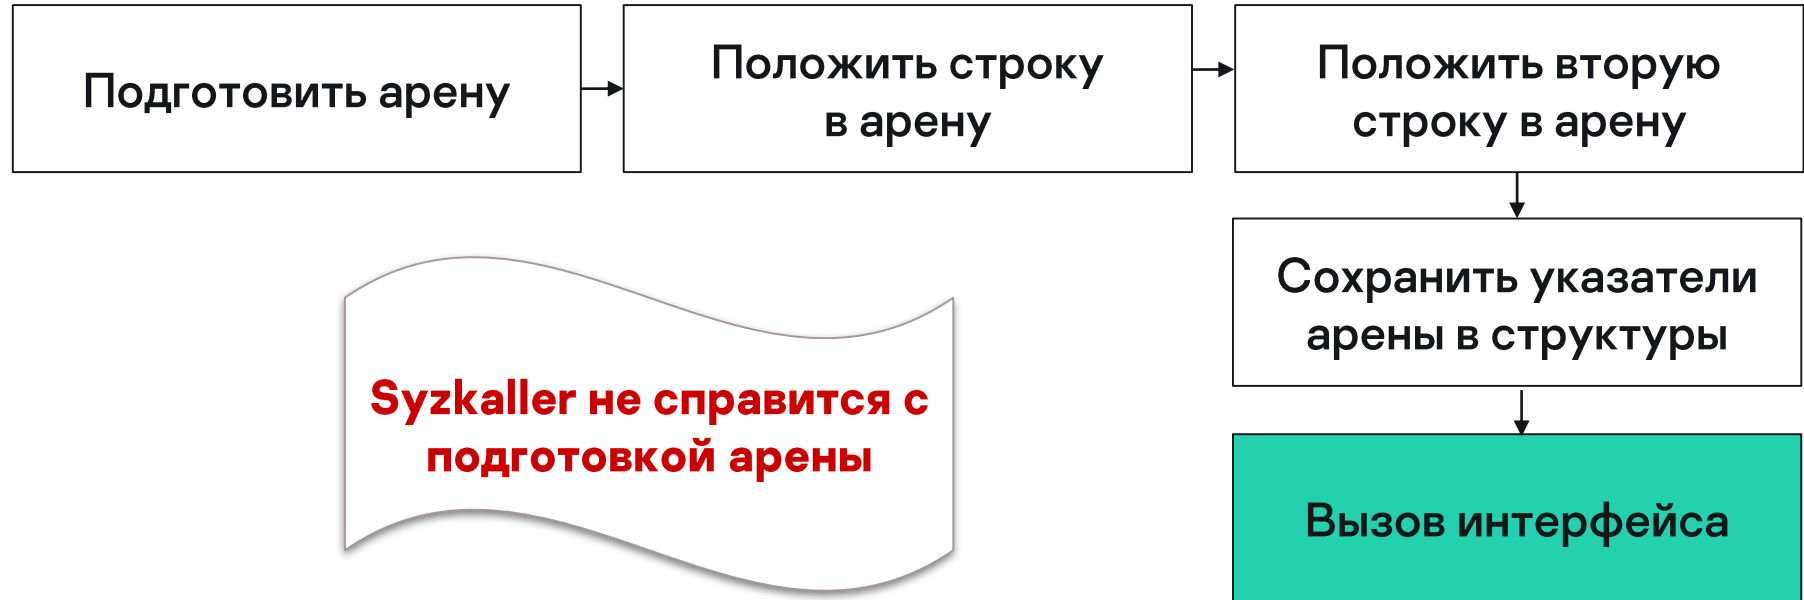 Подготовить арену
Положить строку
в арену
Положить вторую
строку в арену
Сохранить указатели
арены в структуры
Syzkaller не справится с
подготовкой арены
Вызов интерфейса